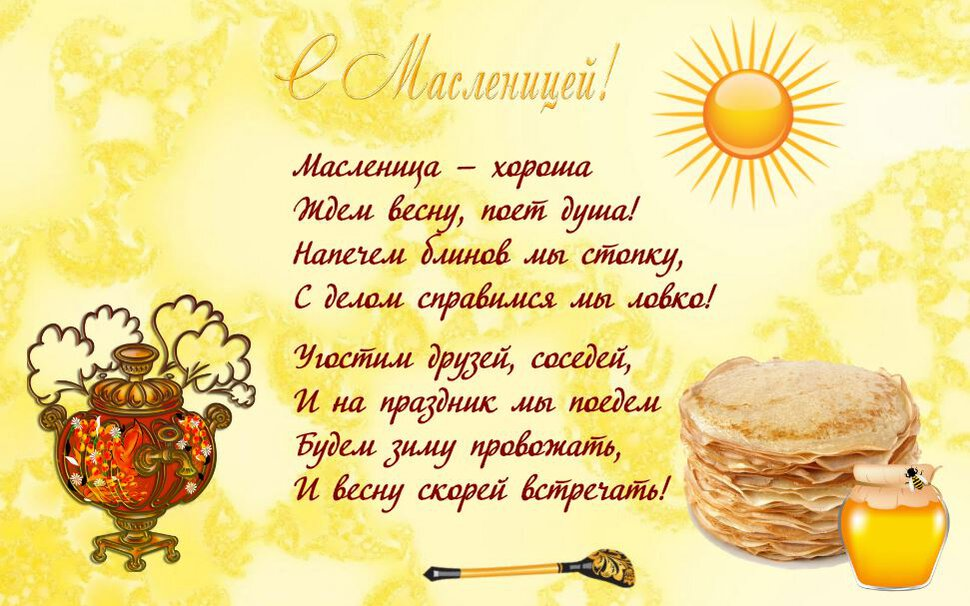 С Масленицей!
Масленица – хороша
Ждем весну, поет душа!
Напечем блинов мы стопку,
С делом справимся мы ловко!
Угостим друзей, соседей,
И на праздник мы поедем
Будем зиму провожать,
И весну скорей встречать!